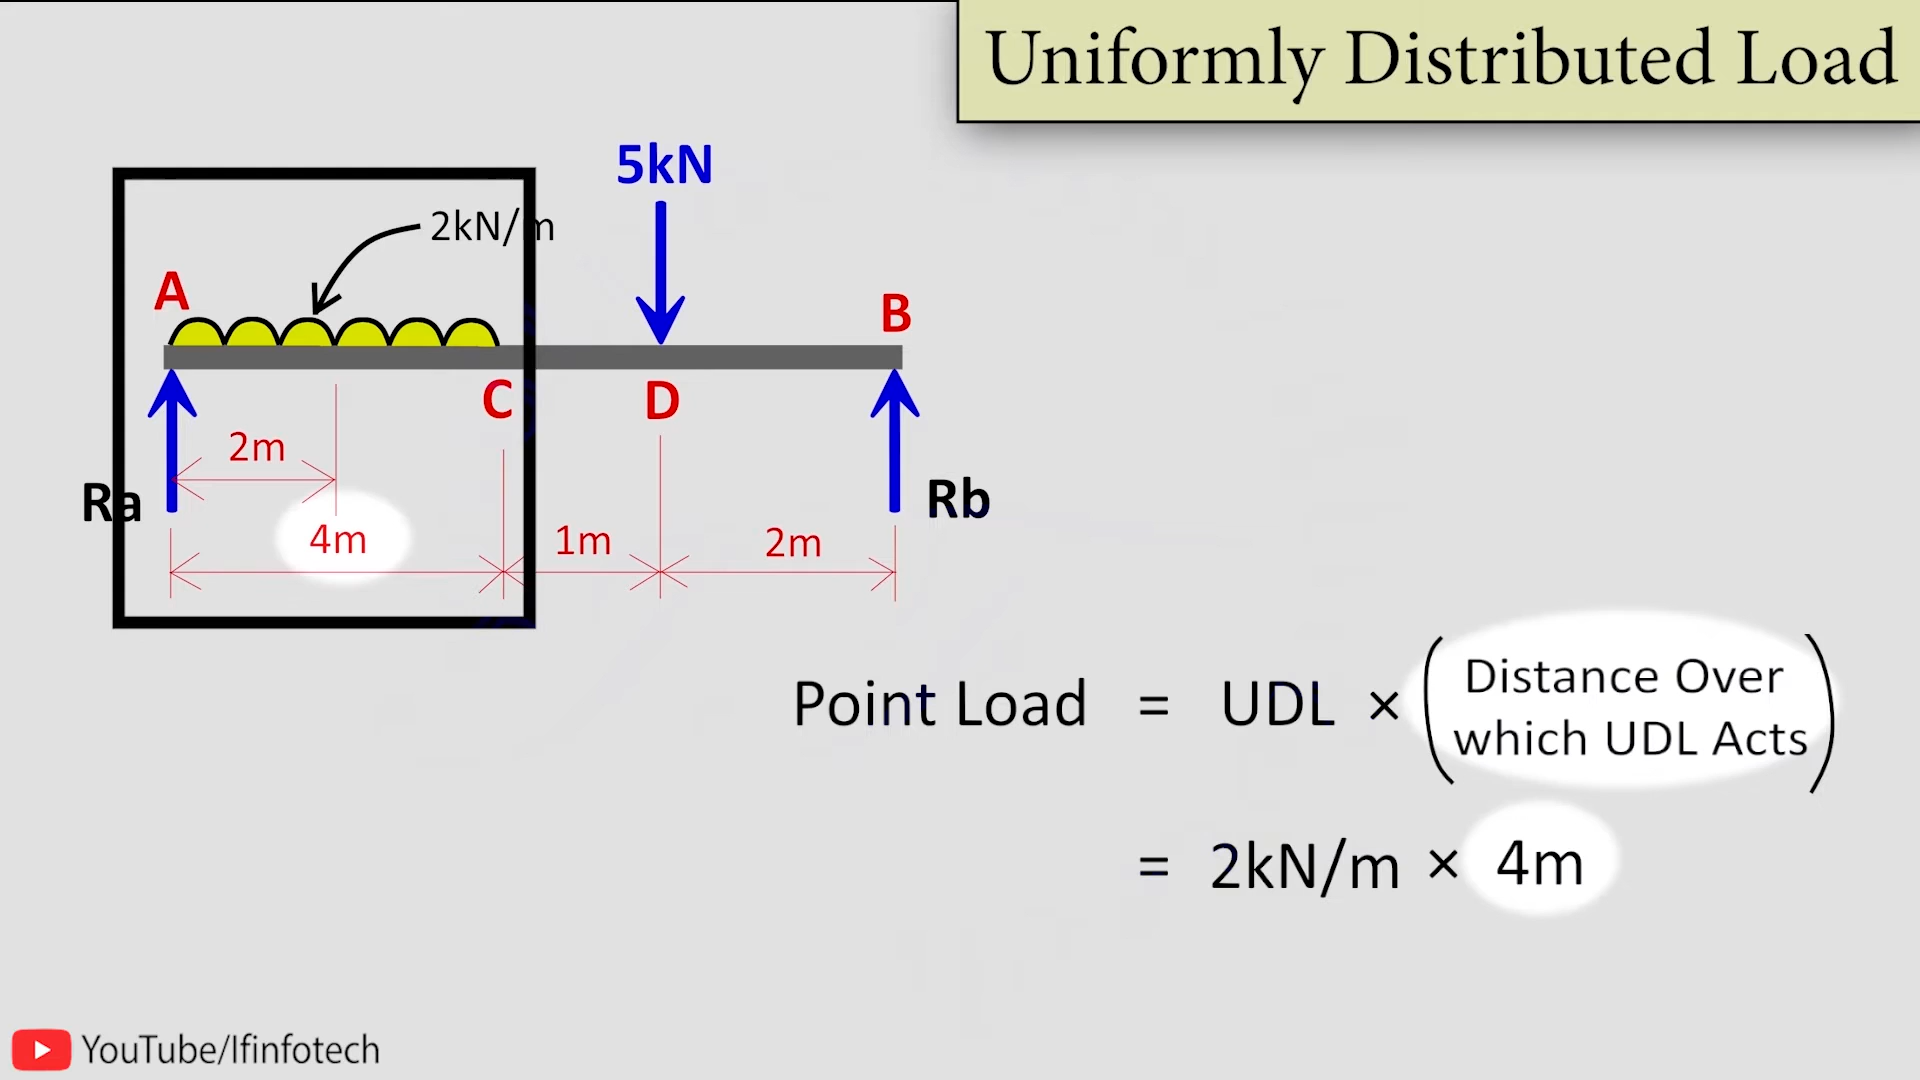 Uniformly Distributed Load
5kN
2kN/m
A
B
C
D
2m
Ra
Rb
4m
1m
2m
Point Load = UDL × (Distance Over
which UDL Acts)
= 2kN/m × 4m
YouTube/lfinfotech